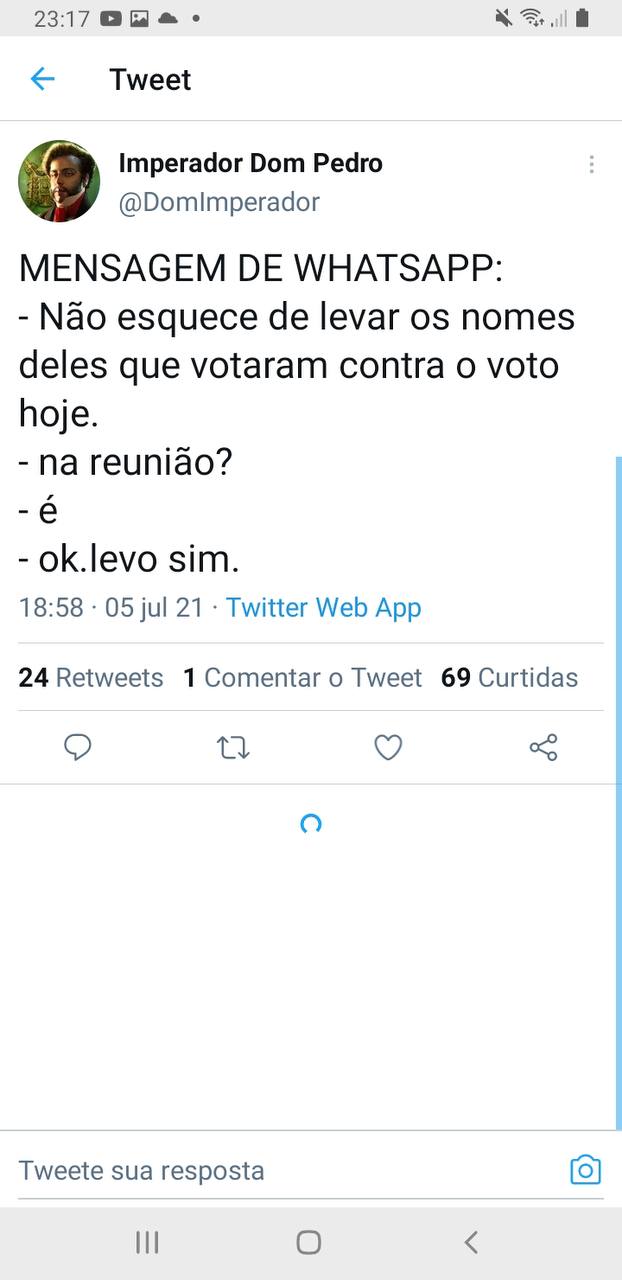 23:17
Tweet
Imperador Dom Pedro
@DomImperador
MENSAGEM DE WHATSAPP:
- Não esquece de levar os nomes
deles que votaram contra o voto
hoje.
- na reunião?
- é
- ok.levo sim.
18:58 · 05 jul 21 · Twitter Web App
24 Retweets 1 Comentar o Tweet 69 Curtidas
Tweete sua resposta